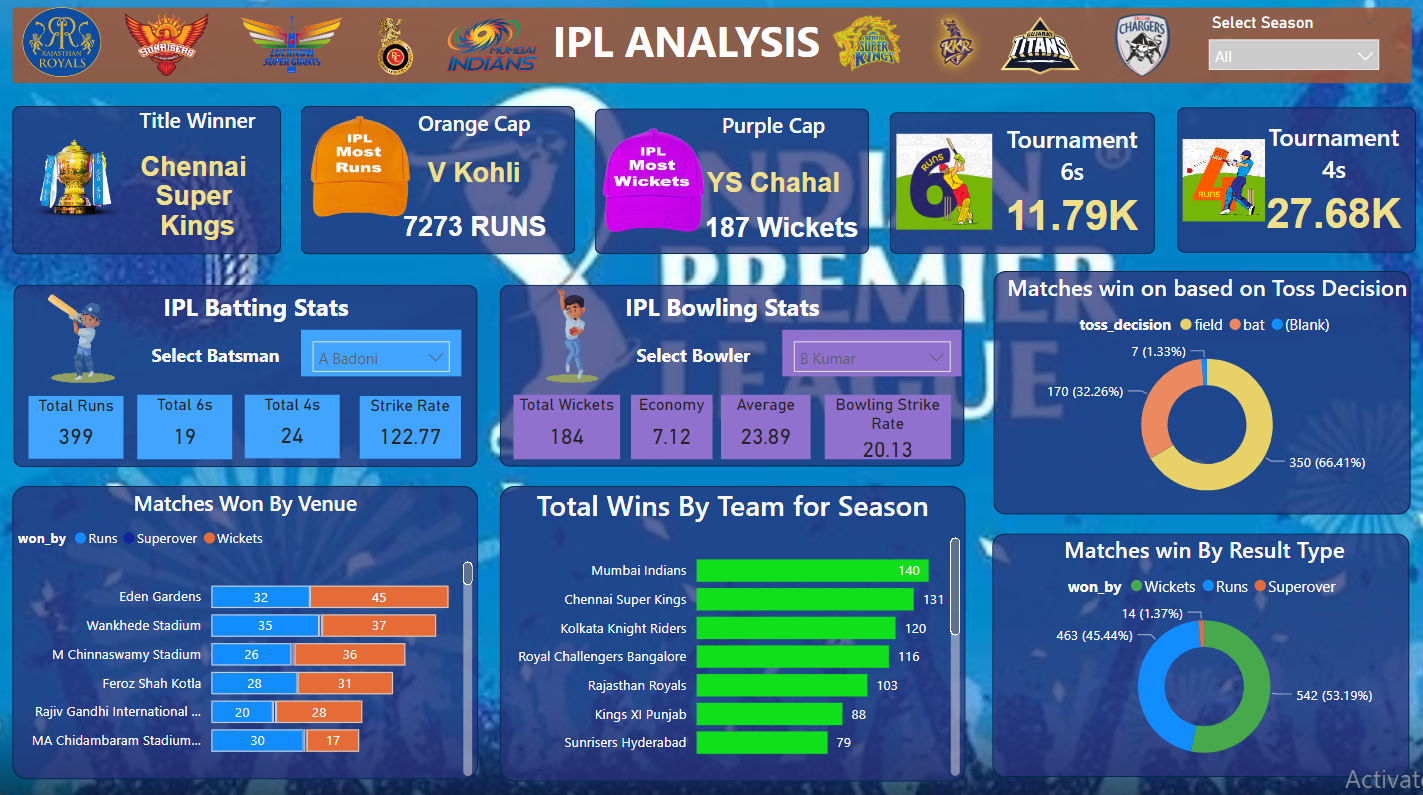 RAJASTHAN
ROYALS
SUNRISERS
LUCKNOW
SUPER GIANTS
MUMBAI
INDIANS
IPL ANALYSIS
CHENNAI
SUPER
KINGS
KKR
GUJARAT
TITANS
CHARGERS
Select Season
All
Title Winner
Chennai
Super
Kings
IPL
Most
Runs
Orange Cap
V Kohli
7273 RUNS
IPL
Most
Wickets
Purple Cap
YS Chahal
187 Wickets
6
RUNS
Tournament
6s
11.79K
4
RUNS
Tournament
4s
27.68K
INDIAN ®
PREMIER
LEAGUE
IPL Batting Stats
Select Batsman
A Badoni
Total Runs
399
Total 6s
19
Total 4s
24
Strike Rate
122.77
IPL Bowling Stats
Select Bowler
B Kumar
Total Wickets
184
Economy
7.12
Average
23.89
Bowling Strike
Rate
20.13
Matches win on based on Toss Decision
toss_decision field bat (Blank)
7 (1.33%)
170 (32.26%)
350 (66.41%)
Matches Won By Venue
won_by Runs Superover Wickets
Eden Gardens 32 45
Wankhede Stadium 35 37
M Chinnaswamy Stadium 26 36
Feroz Shah Kotla 28 31
Rajiv Gandhi International ... 20 28
MA Chidambaram Stadium... 30 17
Total Wins By Team for Season
Mumbai Indians 140
Chennai Super Kings 131
Kolkata Knight Riders 120
Royal Challengers Bangalore 116
Rajasthan Royals 103
Kings XI Punjab 88
Sunrisers Hyderabad 79
Matches win By Result Type
won_by Wickets Runs Superover
14 (1.37%)
463 (45.44%)
542 (53.19%)
Activat